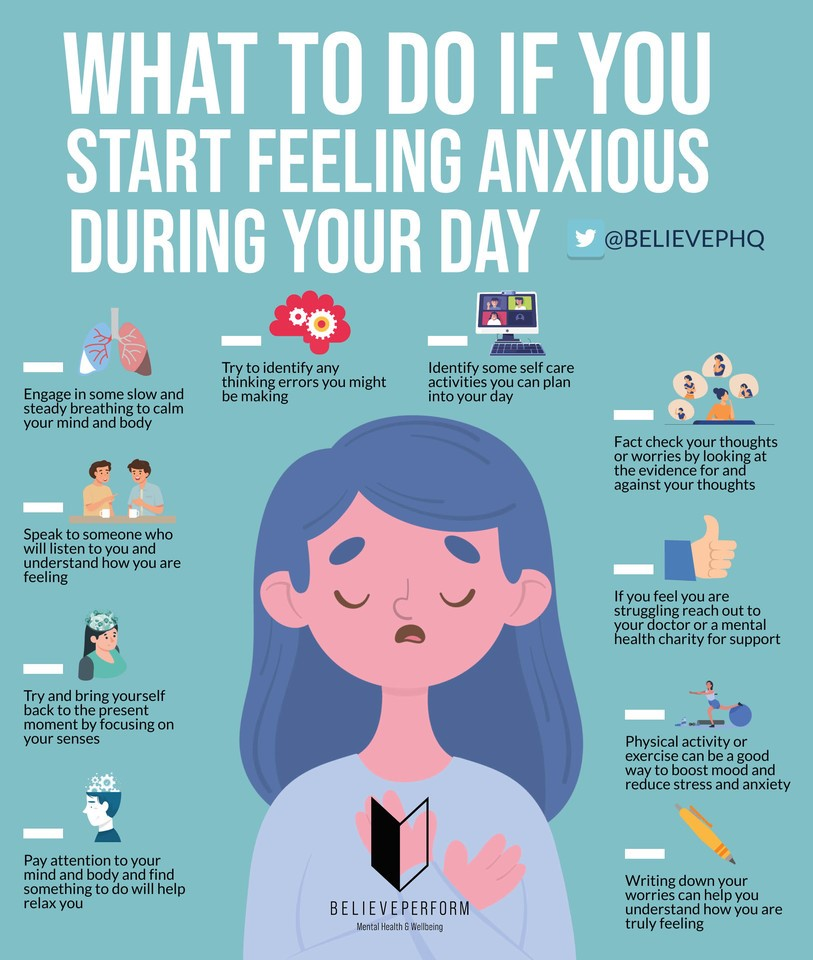 WHAT TO DO IF YOU
START FEELING ANXIOUS
DURING YOUR DAY
@BELIEVEPHQ
Engage in some slow and
steady breathing to calm
your mind and body
Try to identify any
thinking errors you might
be making
Identify some self care
activities you can plan
into your day
Fact check your thoughts
or worries by looking at
the evidence for and
against your thoughts
Speak to someone who
will listen to you and
understand how you are
feeling
If you feel you are
struggling reach out to
your doctor or a mental
health charity for support
Try and bring yourself
back to the present
moment by focusing on
your senses
Physical activity or
exercise can be a good
way to boost mood and
reduce stress and anxiety
Pay attention to your
mind and body and find
something to do will help
relax you
Writing down your
worries can help you
understand how you are
truly feeling
BELIEVEPERFORM
Mental Health & Wellbeing